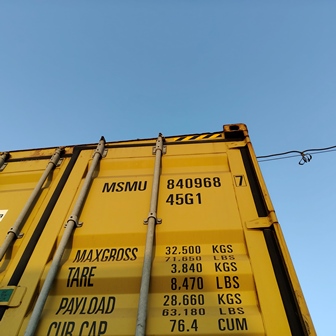 MSMU 840968 7
45G1
MAXGROSS 32.500 KGS
71.650 LBS
TARE 3.840 KGS
8.470 LBS
PAYLOAD 28.660 KGS
63.180 LBS
CUB.CAP. 76.4 CUM